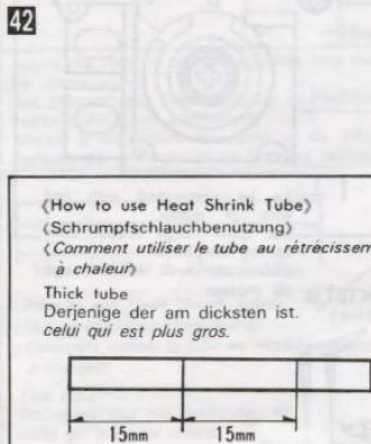 42
《How to use Heat Shrink Tube》
《Schrumpfschlauchbenutzung》
《Comment utiliser le tube au rétrécissem
à chaleur》
Thick tube
Derjenige der am dicksten ist.
celui qui est plus gros.
15mm 15mm